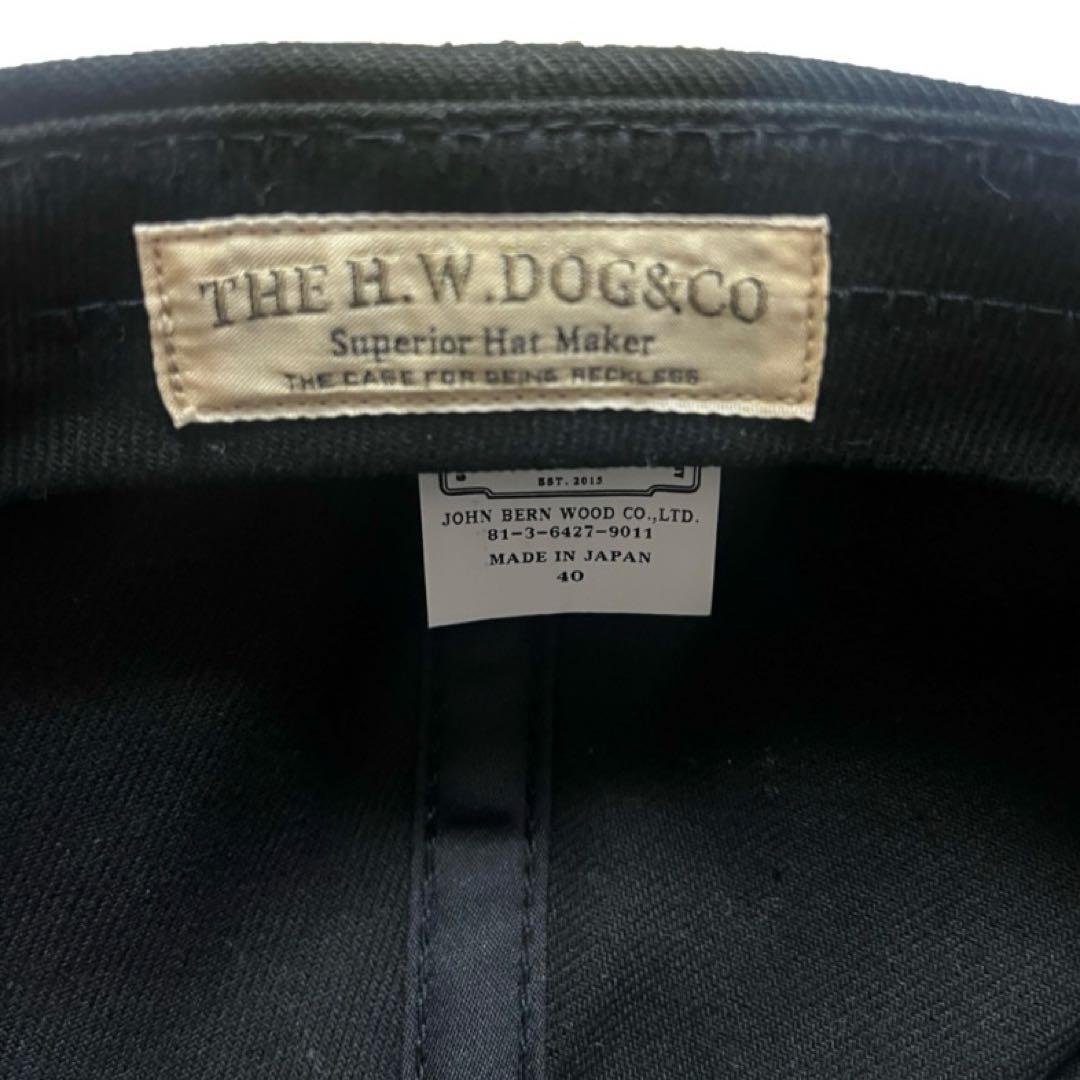 THE H.W.DOG&CO
Superior Hat Maker
THE CASE FOR BEING RECKLESS
EST. 2015
JOHN BERN WOOD CO.,LTD.
81-3-6427-9011
MADE IN JAPAN
40